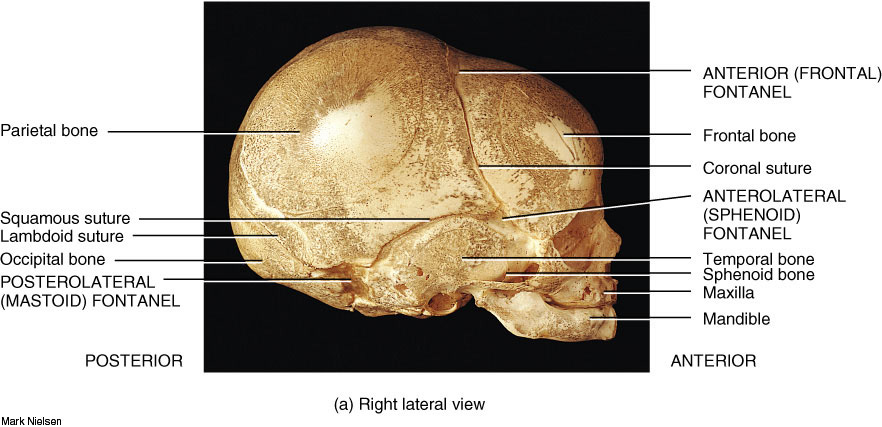 ANTERIOR (FRONTAL)
FONTANEL
Parietal bone
Frontal bone
Coronal suture
ANTEROLATERAL
(SPHENOID)
FONTANEL
Squamous suture
Lambdoid suture
Occipital bone
POSTEROLATERAL
(MASTOID) FONTANEL
Temporal bone
Sphenoid bone
Maxilla
Mandible
POSTERIOR
ANTERIOR
(a) Right lateral view
Mark Nielsen